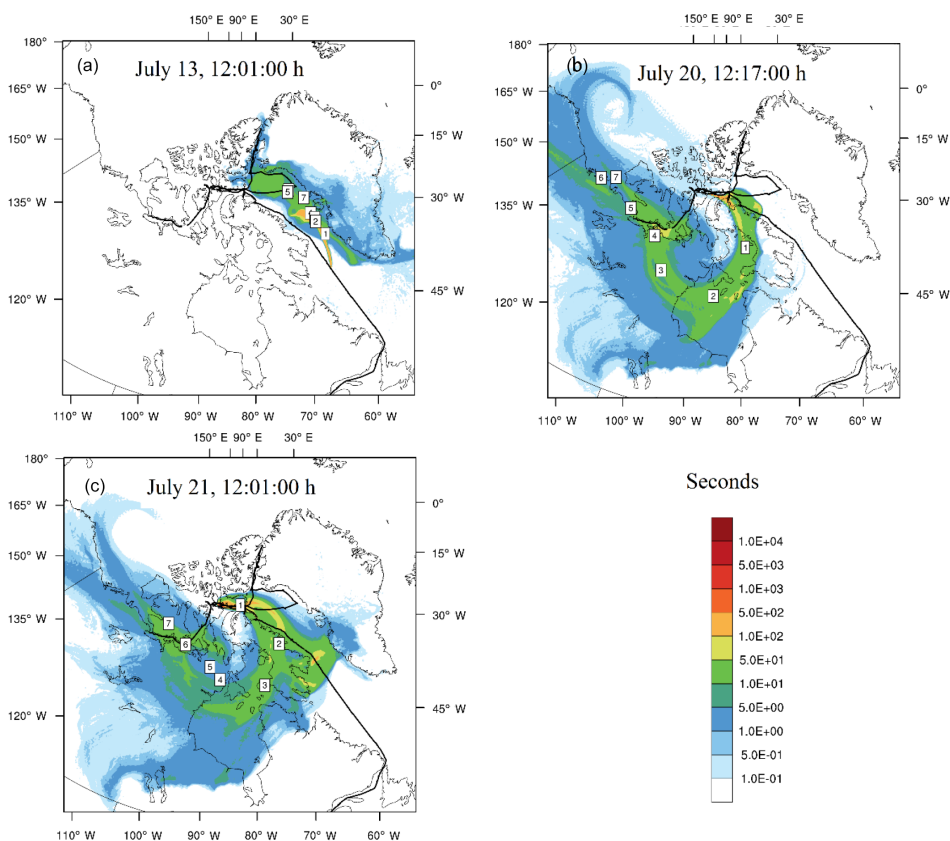 150° E 90° E 30° E
180°
(a)
July 13, 12:01:00 h
165° W
0°
150° W
15° W
135° W
30° W
120° W
45° W
5
7
2
1
110° W 100° W 90° W 80° W 70° W 60° W
150° E 90° E 30° E
180°
(b)
July 20, 12:17:00 h
165° W
0°
150° W
15° W
135° W
30° W
120° W
45° W
6 7
5
4
1
3
2
110° W 100° W 90° W 80° W 70° W 60° W
150° E 90° E 30° E
180°
(c)
July 21, 12:01:00 h
165° W
0°
150° W
15° W
135° W
30° W
120° W
45° W
1
7
6
2
5
4
3
110° W 100° W 90° W 80° W 70° W 60° W
Seconds
1.0E+04
5.0E+03
1.0E+03
5.0E+02
1.0E+02
5.0E+01
1.0E+01
5.0E+00
1.0E+00
5.0E-01
1.0E-01